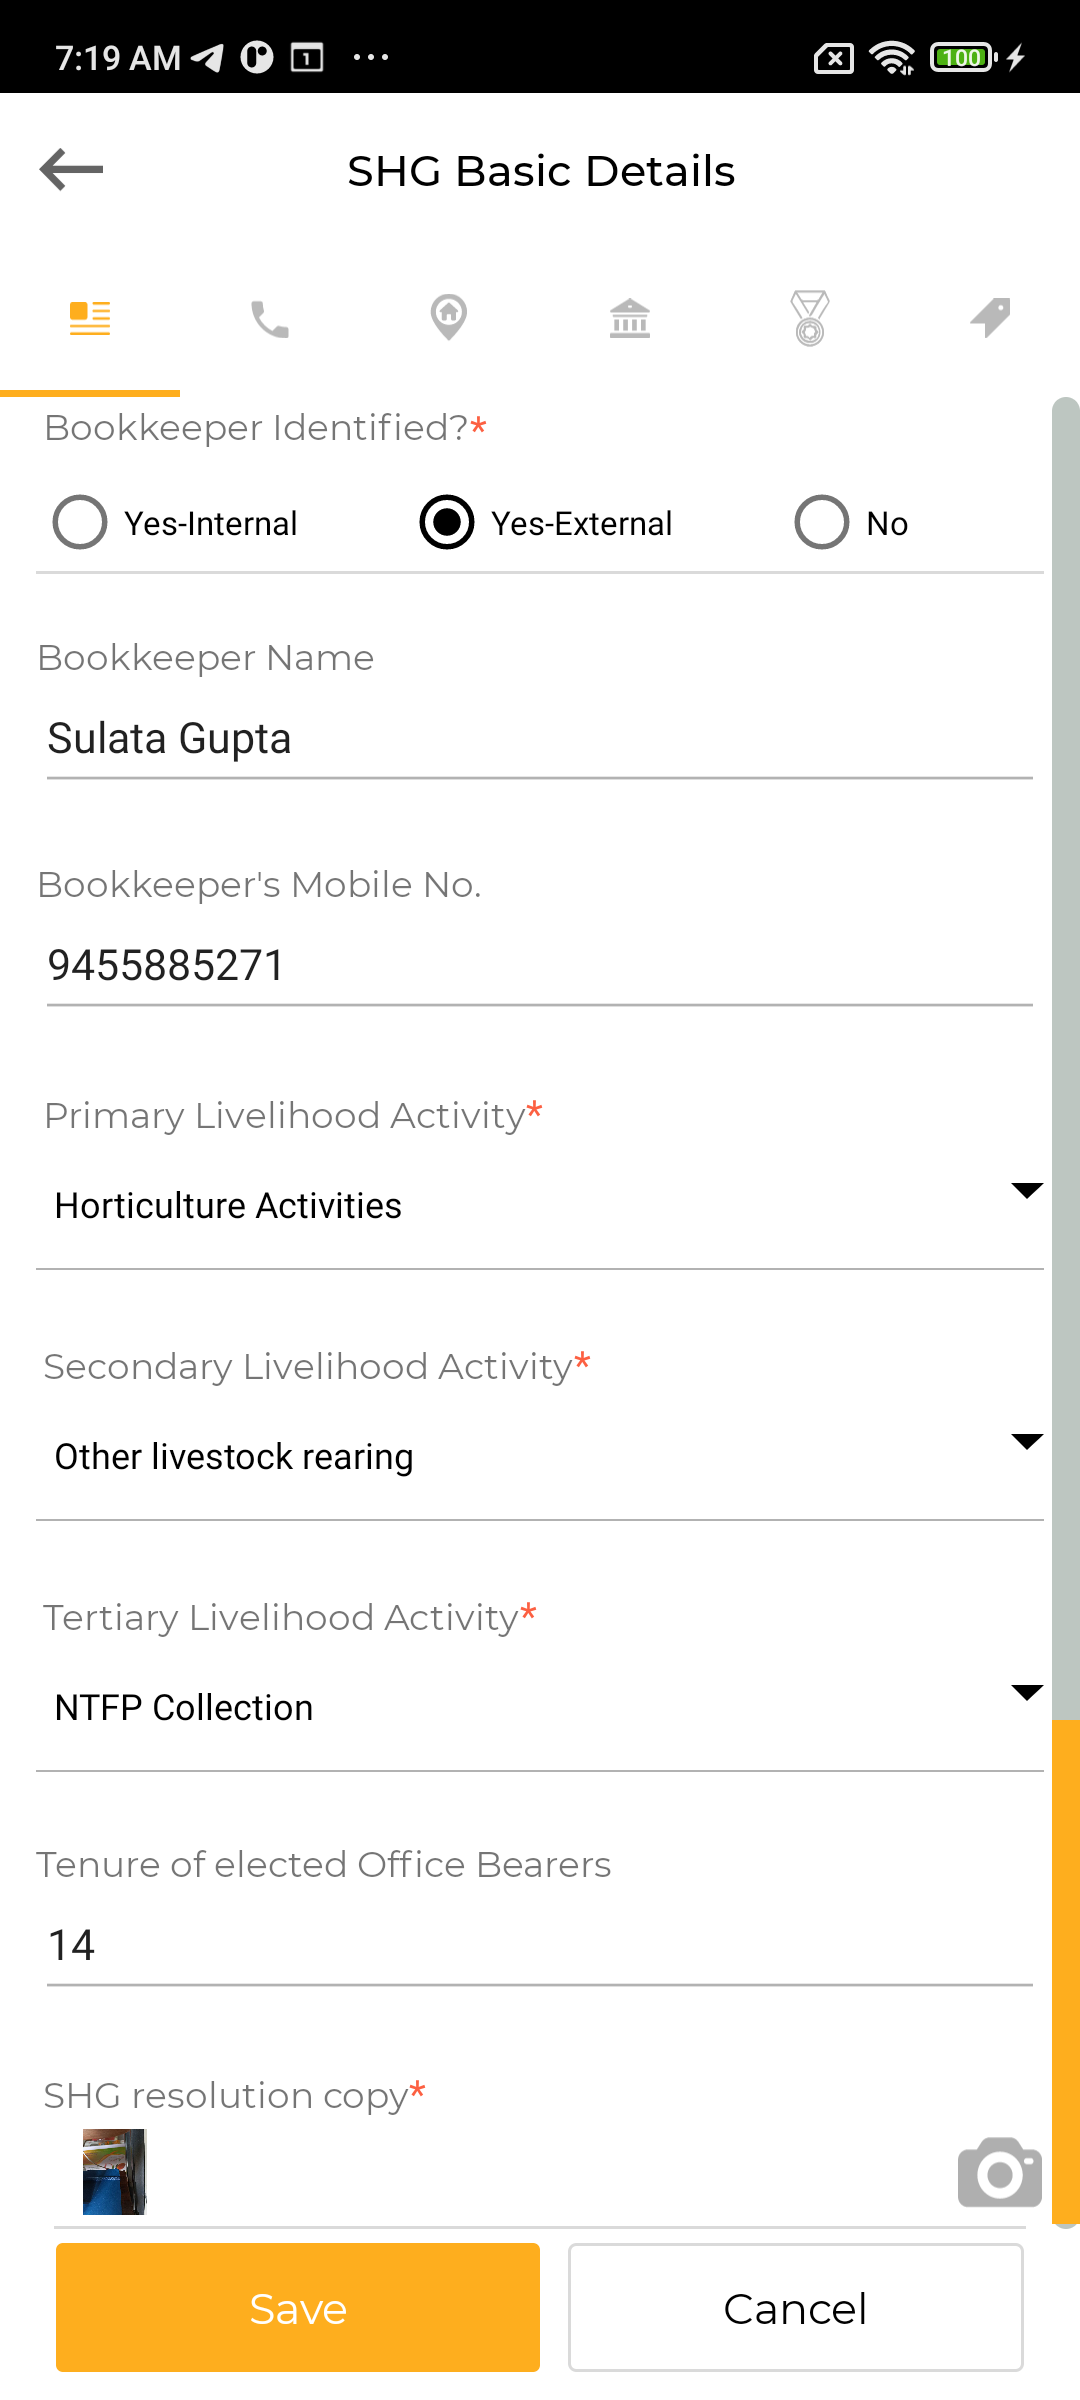 7:19 AM
1
100
SHG Basic Details
Bookkeeper Identified?*
Yes-Internal
Yes-External
No
Bookkeeper Name
Sulata Gupta
Bookkeeper's Mobile No.
9455885271
Primary Livelihood Activity*
Horticulture Activities
Secondary Livelihood Activity*
Other livestock rearing
Tertiary Livelihood Activity*
NTFP Collection
Tenure of elected Office Bearers
14
SHG resolution copy*
Save
Cancel